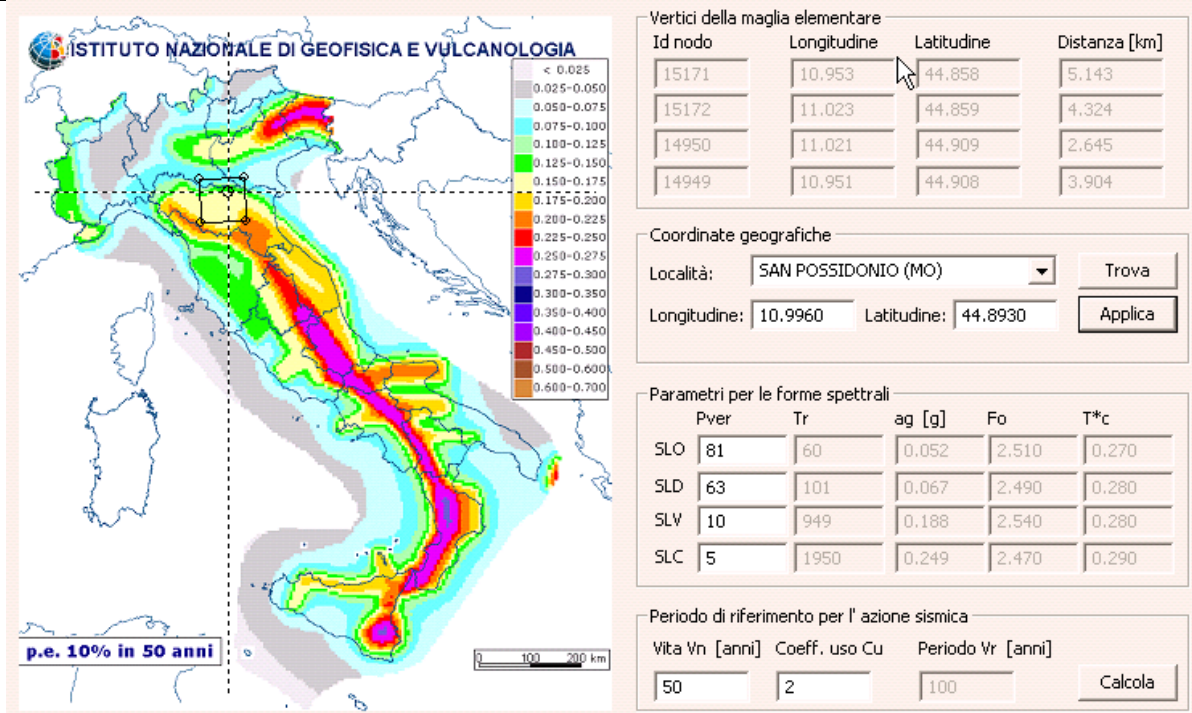 ISTITUTO NAZIONALE DI GEOFISICA E VULCANOLOGIA
< 0.025
0.025-0.050
0.050-0.075
0.075-0.100
0.100-0.125
0.125-0.150
0.150-0.175
0.175-0.200
0.200-0.225
0.225-0.250
0.250-0.275
0.275-0.300
0.300-0.350
0.350-0.400
0.400-0.450
0.450-0.500
0.500-0.600
0.600-0.700
p.e. 10% in 50 anni
0 100 200 km
Vertici della maglia elementare
Id nodo Longitudine Latitudine Distanza [km]
15171 10.953 44.858 5.143
15172 11.023 44.859 4.324
14950 11.021 44.909 2.645
14949 10.951 44.908 3.904
Coordinate geografiche
Località: SAN POSSIDONIO (MO) Trova
Longitudine: 10.9960 Latitudine: 44.8930 Applica
Parametri per le forme spettrali
Pver Tr ag [g] Fo T*c
SLO 81 60 0.052 2.510 0.270
SLD 63 101 0.067 2.490 0.280
SLV 10 949 0.188 2.540 0.280
SLC 5 1950 0.249 2.470 0.290
Periodo di riferimento per l' azione sismica
Vita Vn [anni] Coeff. uso Cu Periodo Vr [anni]
50 2 100 Calcola